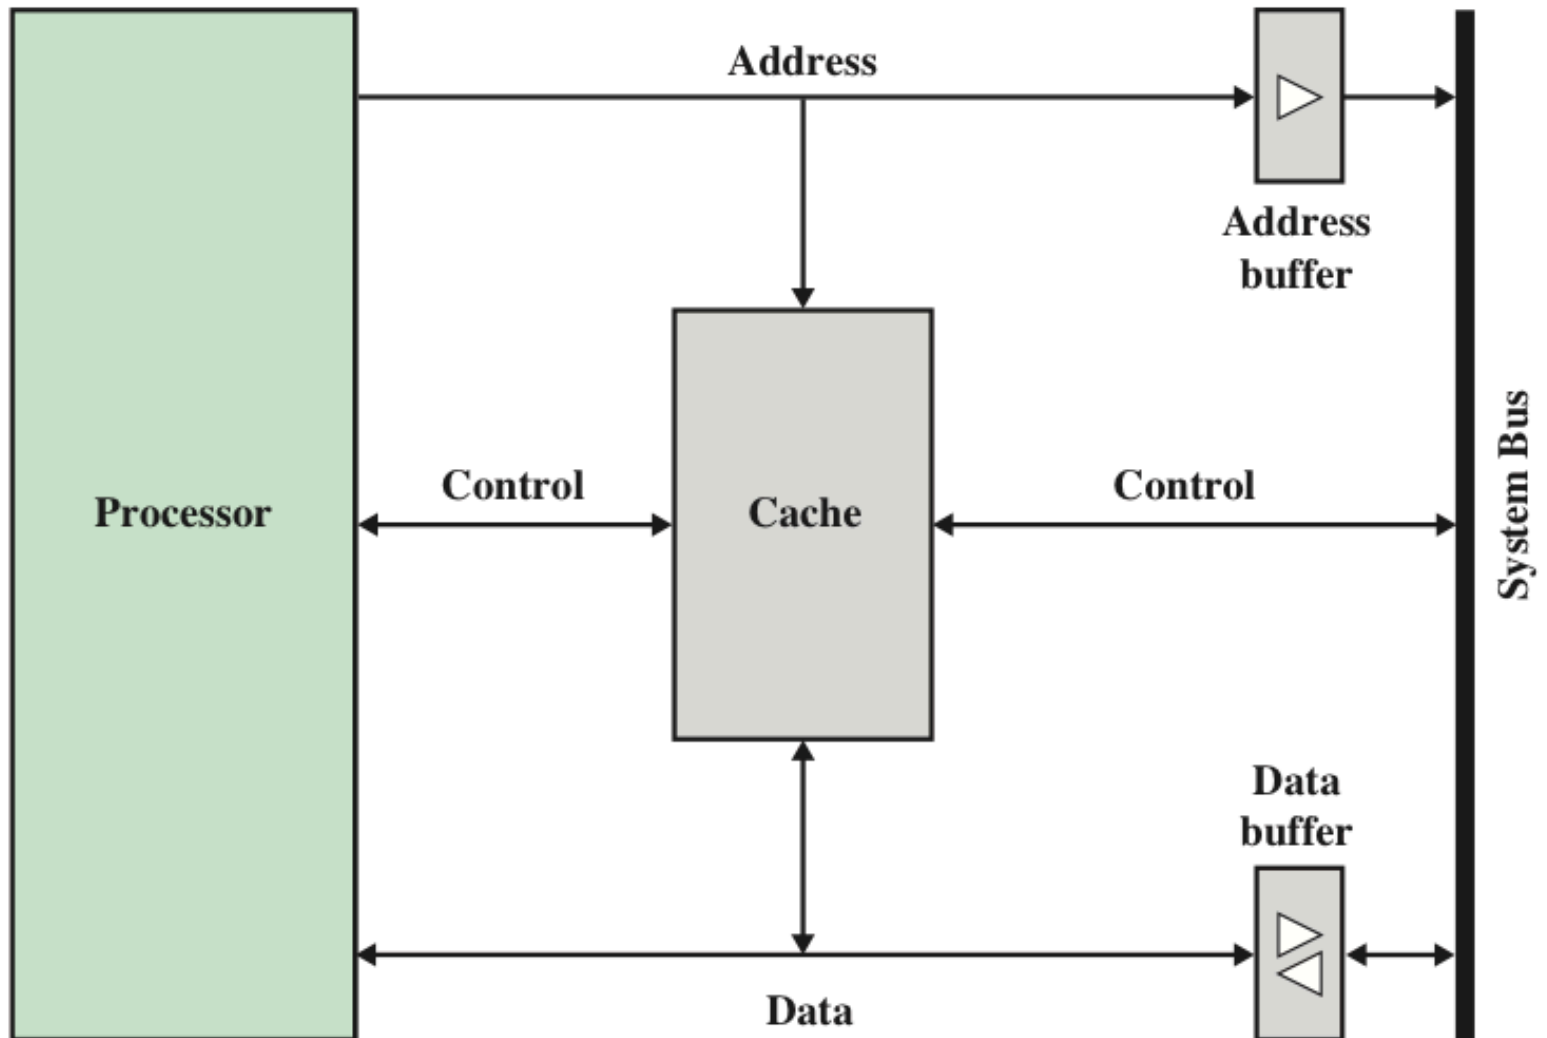 Address
Address
buffer
System Bus
Control
Control
Processor
Cache
Data
buffer
Data